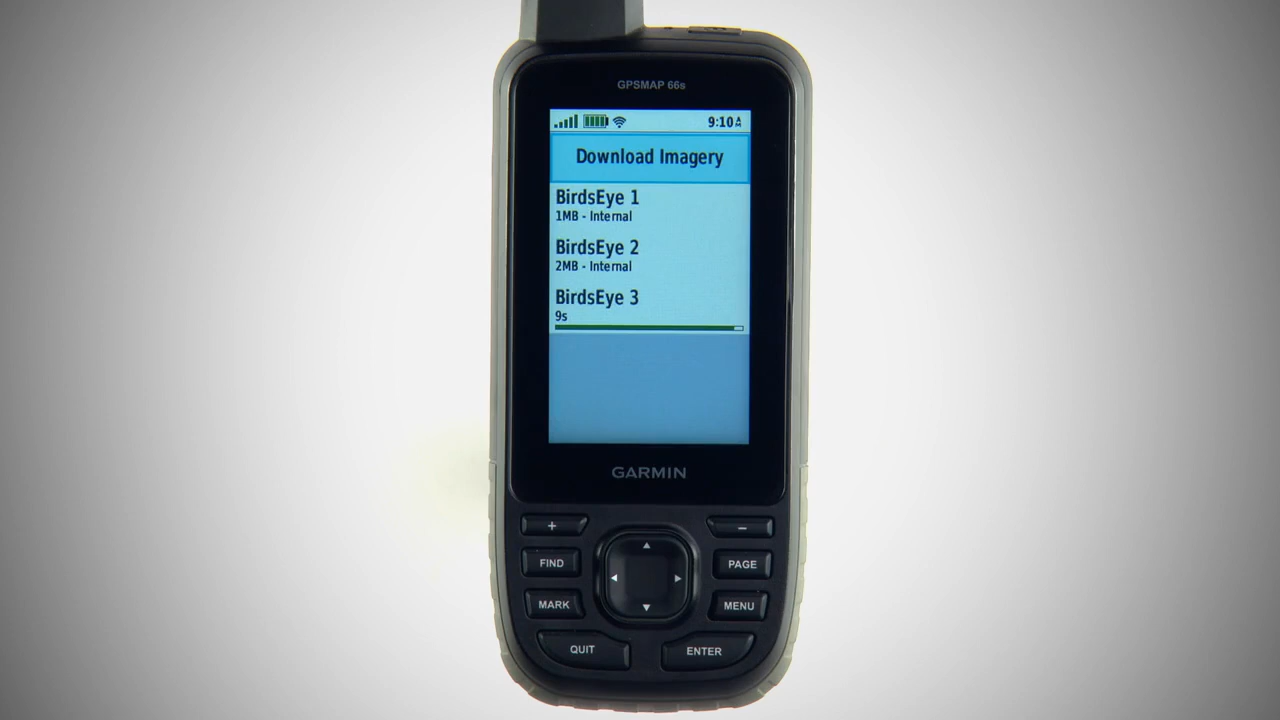 GPSMAP 66s
9:10 AM
Download Imagery
BirdsEye 1
1MB - Internal
BirdsEye 2
2MB - Internal
BirdsEye 3
9s
GARMIN
+ -
FIND PAGE
MARK MENU
QUIT ENTER